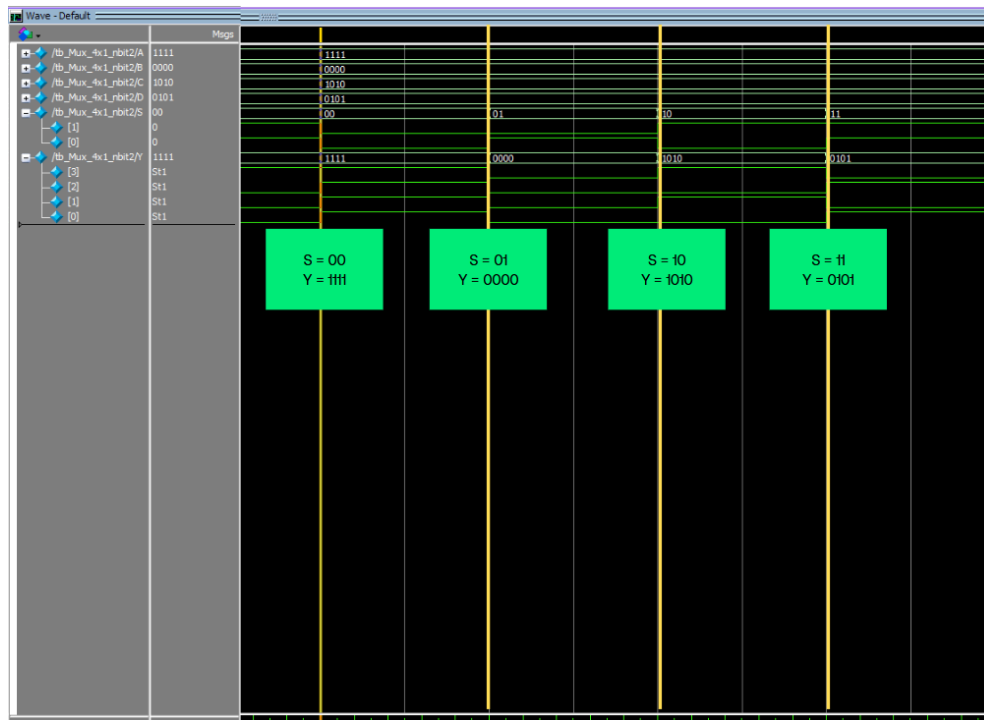 Wave - Default
Msgs
/tb_Mux_4x1_nbit2/A 1111 1111
/tb_Mux_4x1_nbit2/B 0000 0000
/tb_Mux_4x1_nbit2/C 1010 1010
/tb_Mux_4x1_nbit2/D 0101 0101
/tb_Mux_4x1_nbit2/S 00 00 01 10 11
[1] 0
[0] 0
/tb_Mux_4x1_nbit2/Y 1111 1111 0000 1010 0101
[3] St1
[2] St1
[1] St1
[0] St1
S = 00
Y = 1111
S = 01
Y = 0000
S = 10
Y = 1010
S = 11
Y = 0101